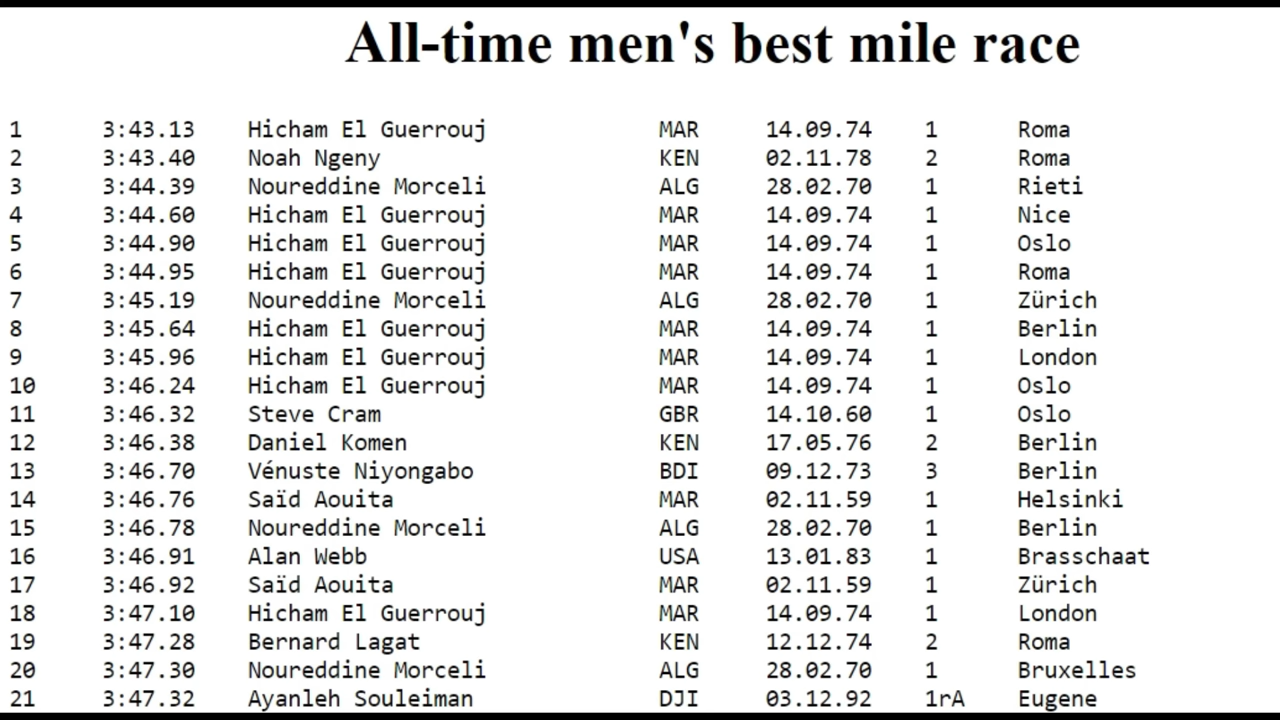 All-time men's best mile race
1 3:43.13 Hicham El Guerrouj MAR 14.09.74 1 Roma
2 3:43.40 Noah Ngeny KEN 02.11.78 2 Roma
3 3:44.39 Noureddine Morceli ALG 28.02.70 1 Rieti
4 3:44.60 Hicham El Guerrouj MAR 14.09.74 1 Nice
5 3:44.90 Hicham El Guerrouj MAR 14.09.74 1 Oslo
6 3:44.95 Hicham El Guerrouj MAR 14.09.74 1 Roma
7 3:45.19 Noureddine Morceli ALG 28.02.70 1 Zürich
8 3:45.64 Hicham El Guerrouj MAR 14.09.74 1 Berlin
9 3:45.96 Hicham El Guerrouj MAR 14.09.74 1 London
10 3:46.24 Hicham El Guerrouj MAR 14.09.74 1 Oslo
11 3:46.32 Steve Cram GBR 14.10.60 1 Oslo
12 3:46.38 Daniel Komen KEN 17.05.76 2 Berlin
13 3:46.70 Vénuste Niyongabo BDI 09.12.73 3 Berlin
14 3:46.76 Saïd Aouita MAR 02.11.59 1 Helsinki
15 3:46.78 Noureddine Morceli ALG 28.02.70 1 Berlin
16 3:46.91 Alan Webb USA 13.01.83 1 Brasschaat
17 3:46.92 Saïd Aouita MAR 02.11.59 1 Zürich
18 3:47.10 Hicham El Guerrouj MAR 14.09.74 1 London
19 3:47.28 Bernard Lagat KEN 12.12.74 2 Roma
20 3:47.30 Noureddine Morceli ALG 28.02.70 1 Bruxelles
21 3:47.32 Ayanleh Souleiman DJI 03.12.92 1rA Eugene